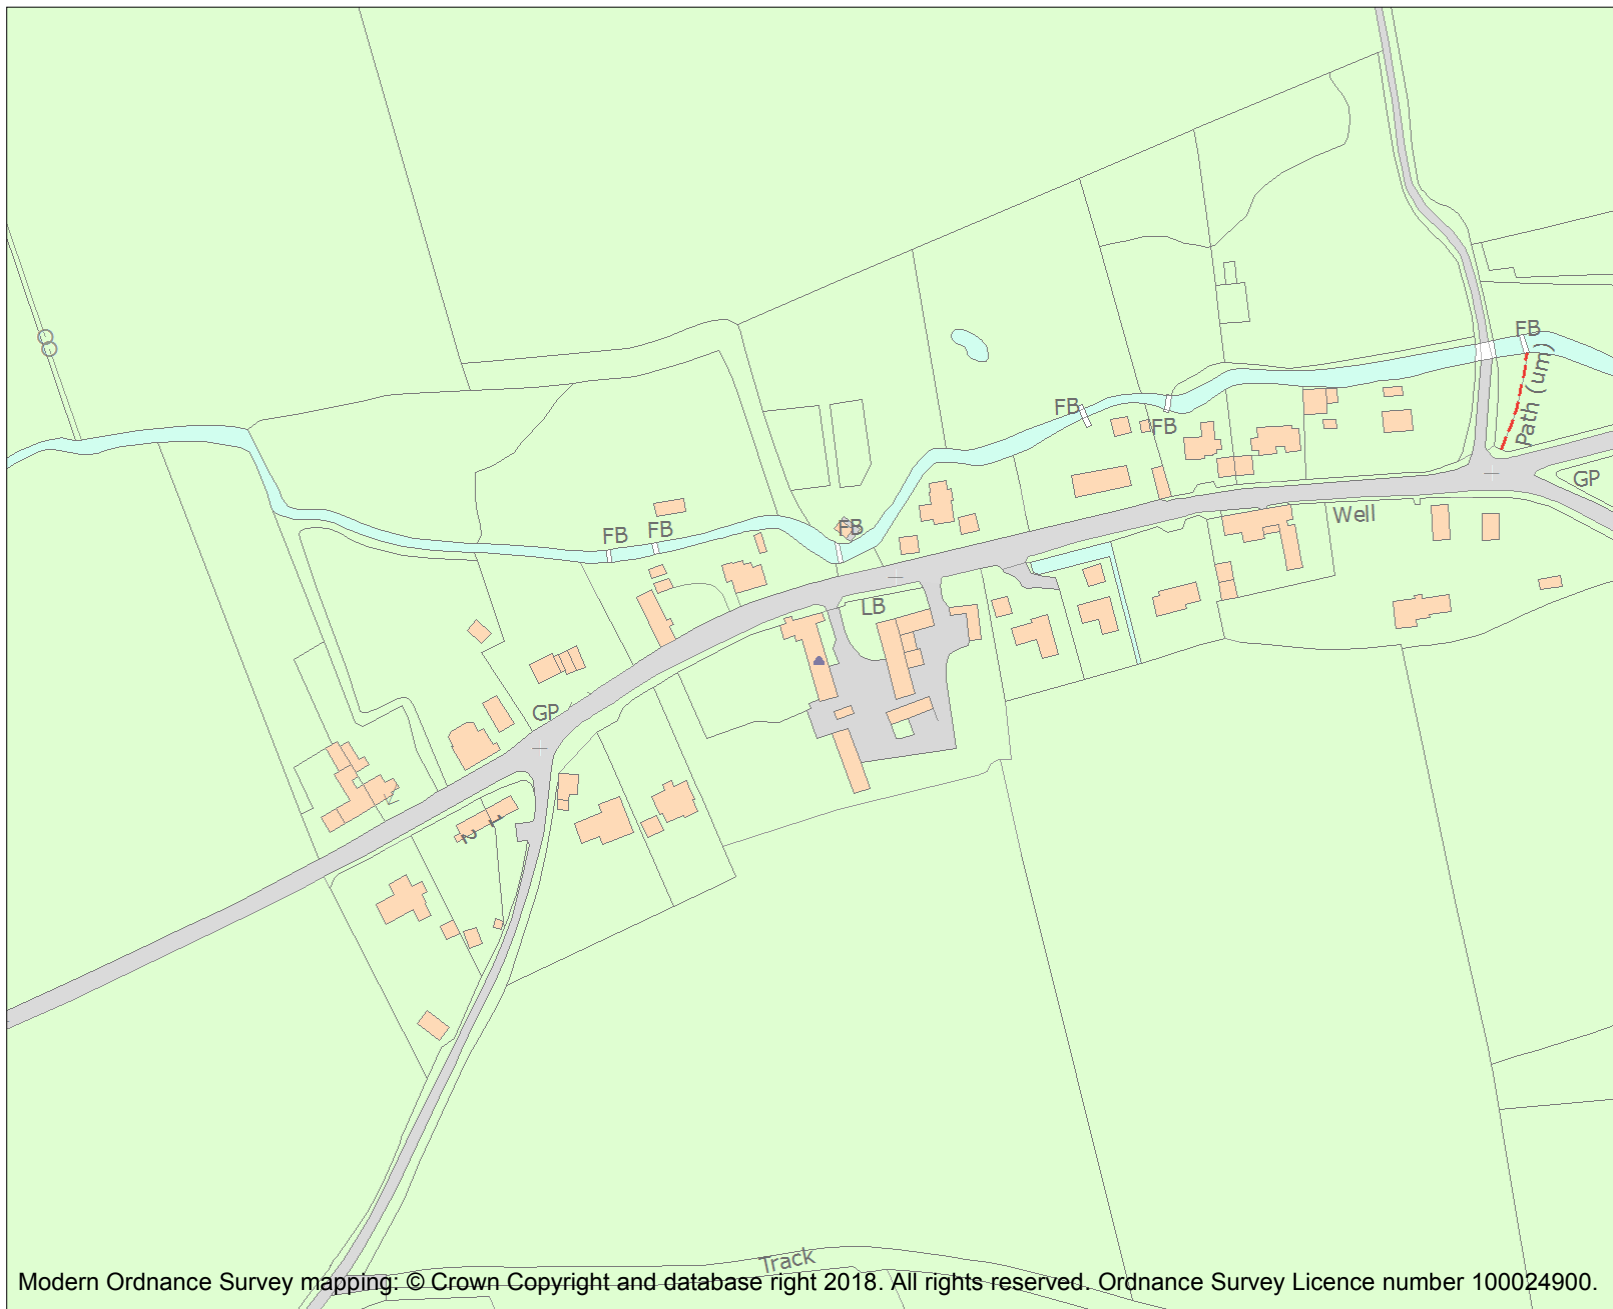 FB
Path (um)
FB
FB
GP
Well
FB
FB
FB
LB
GP
1
2
Track
Modern Ordnance Survey mapping: © Crown Copyright and database right 2018. All rights reserved. Ordnance Survey Licence number 100024900.